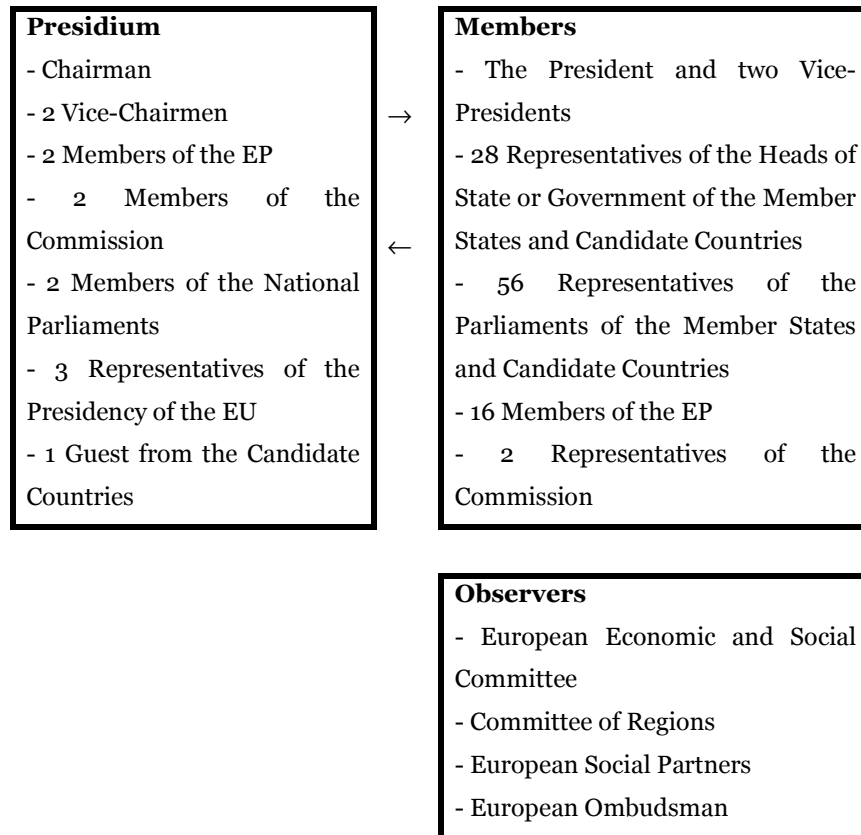 Presidium
- Chairman
- 2 Vice-Chairmen
- 2 Members of the EP
- 2 Members of the
Commission
- 2 Members of the National
Parliaments
- 3 Representatives of the
Presidency of the EU
- 1 Guest from the Candidate
Countries
→
←
Members
- The President and two Vice-
Presidents
- 28 Representatives of the Heads of
State or Government of the Member
States and Candidate Countries
- 56 Representatives of the
Parliaments of the Member States
and Candidate Countries
- 16 Members of the EP
- 2 Representatives of the
Commission
Observers
- European Economic and Social
Committee
- Committee of Regions
- European Social Partners
- European Ombudsman